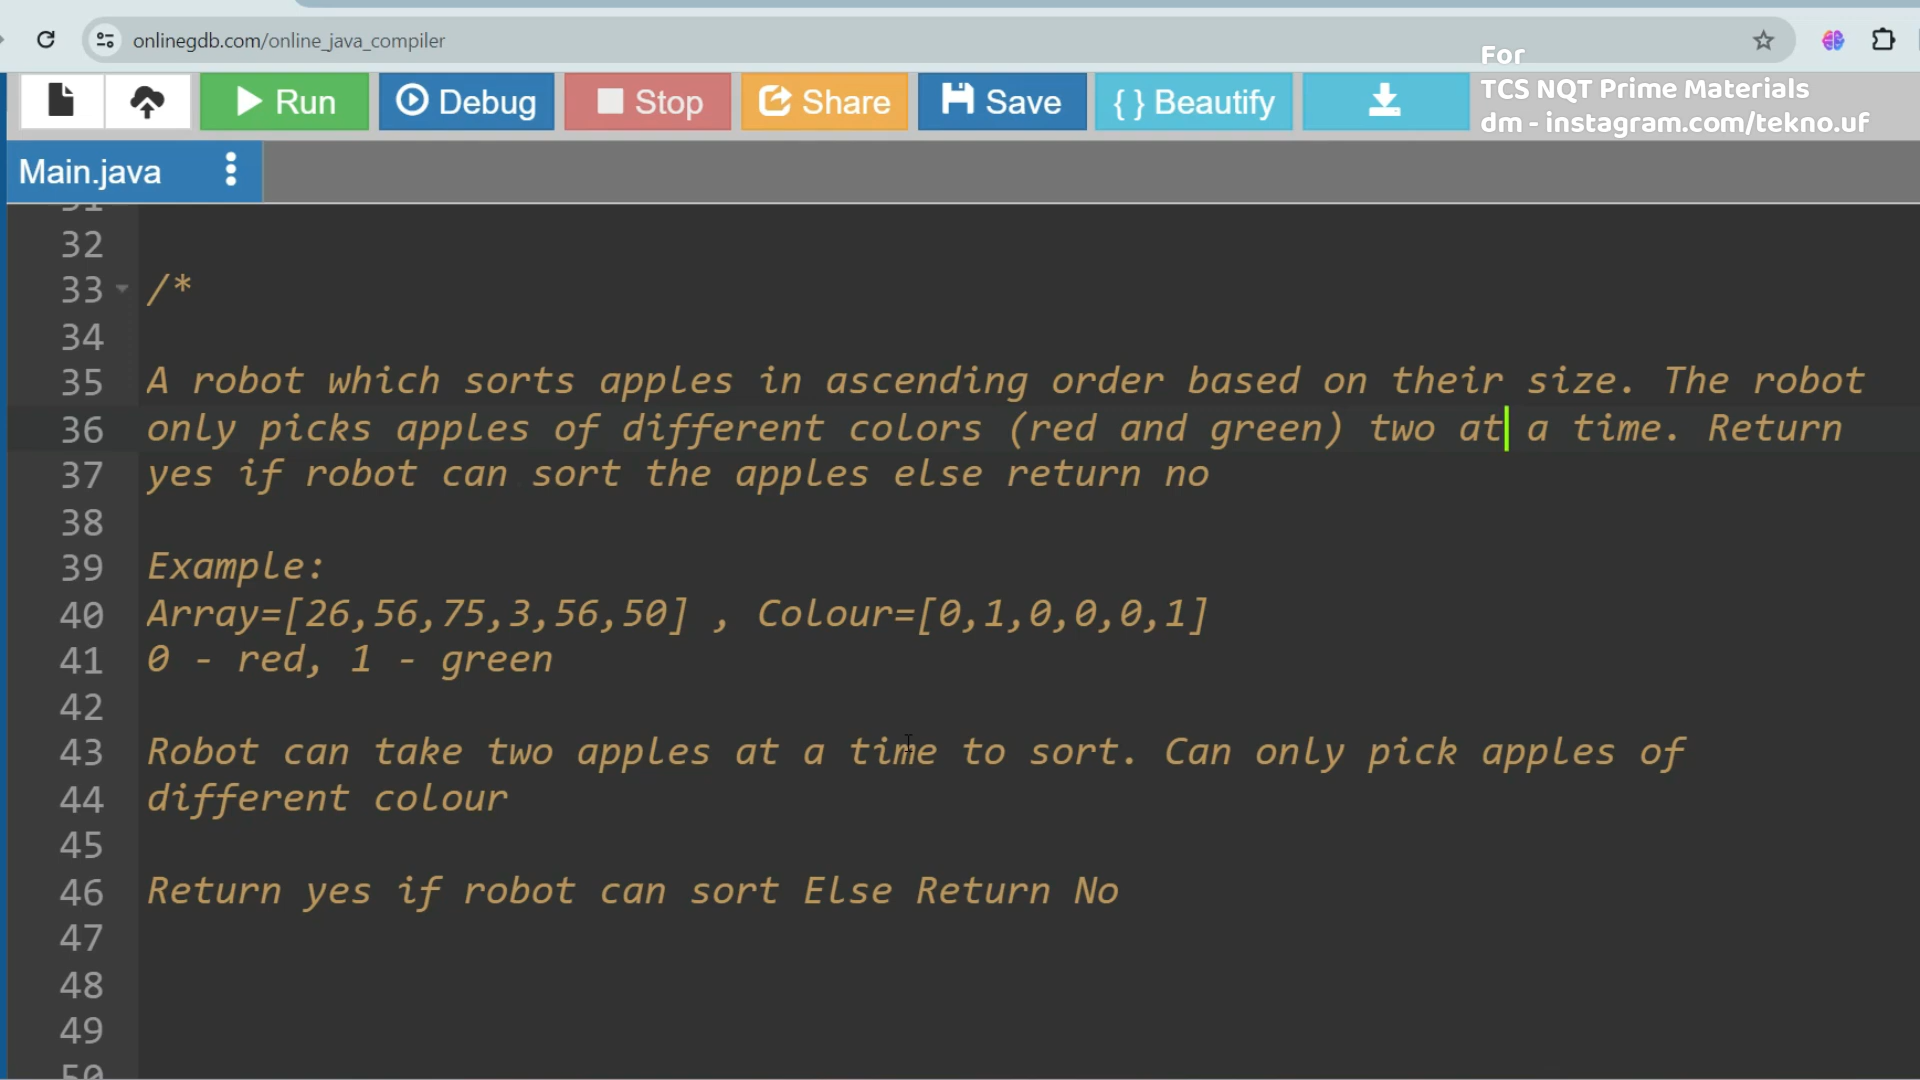 onlinegdb.com/online_java_compiler
For
TCS NQT Prime Materials
dm - instagram.com/tekno.uf
Run
Debug
Stop
Share
Save
{ } Beautify
Main.java
31
32
33 /*
34
35 A robot which sorts apples in ascending order based on their size. The robot
36 only picks apples of different colors (red and green) two at a time. Return
37 yes if robot can sort the apples else return no
38
39 Example:
40 Array=[26,56,75,3,56,50] , Colour=[0,1,0,0,0,1]
41 0 - red, 1 - green
42
43 Robot can take two apples at a time to sort. Can only pick apples of
44 different colour
45
46 Return yes if robot can sort Else Return No
47
48
49
50